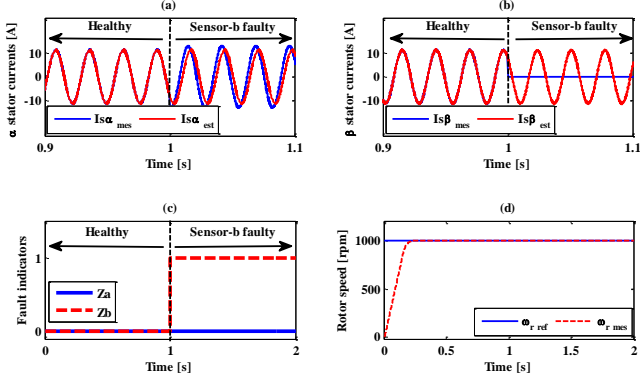 (a)
Healthy
Sensor-b faulty
α stator currents [A]
10
0
-10
Isα mes
Isα est
0.9
1
1.1
Time [s]
(b)
Healthy
Sensor-b faulty
β stator currents [A]
10
0
-10
Isβ mes
Isβ est
0.9
1
1.1
Time [s]
(c)
Healthy
Sensor-b faulty
Fault indicators
1
0
Za
Zb
0
1
2
Time [s]
(d)
Rotor speed [rpm]
1000
500
0
ω r ref
ω r mes
0
0.5
1
1.5
2
Time [s]